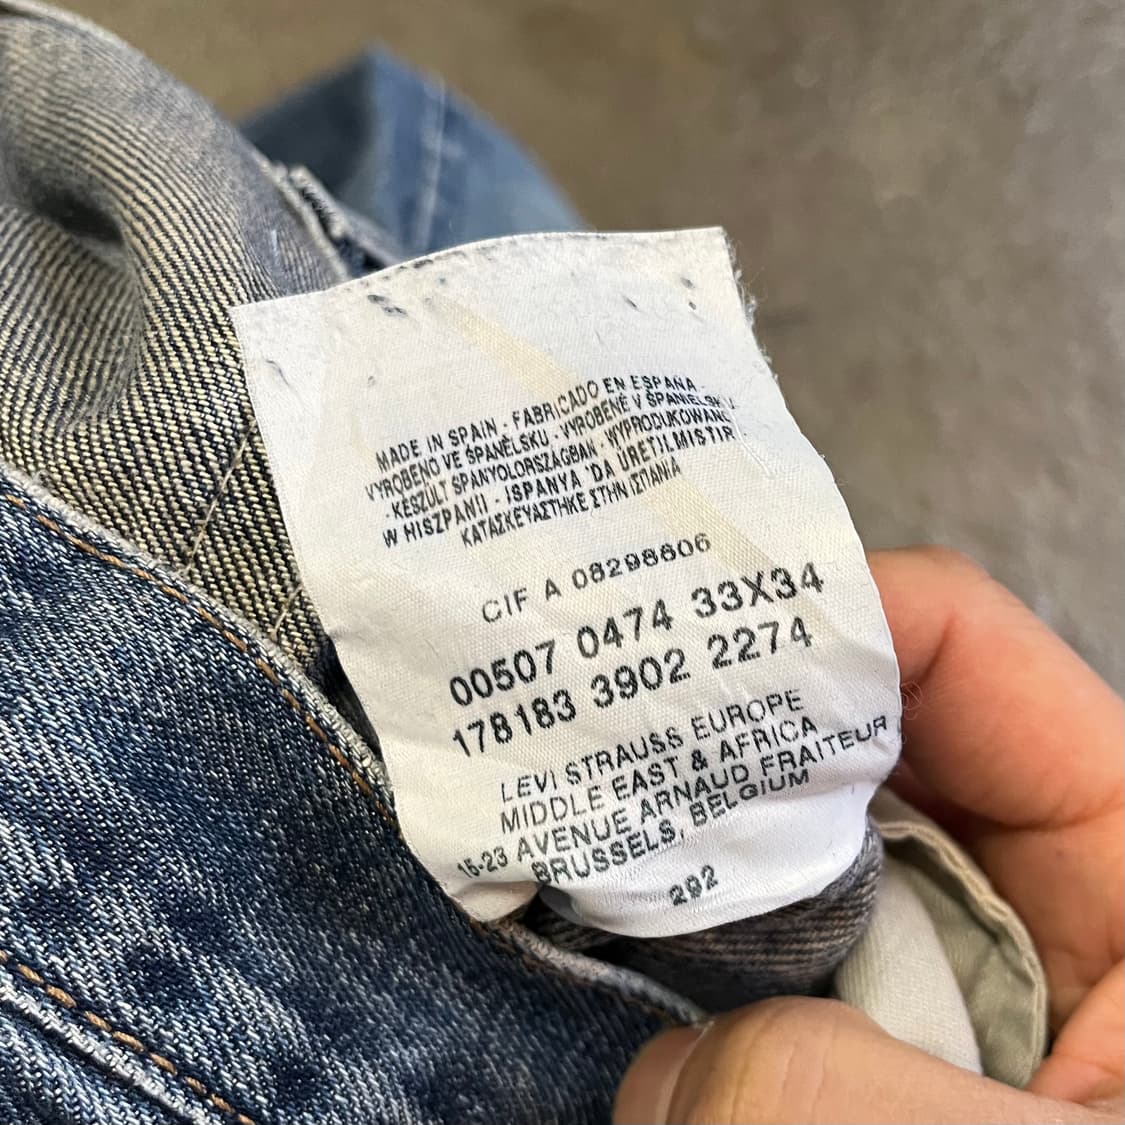 MADE IN SPAIN - FABRICADO EN ESPAÑA -
VYROBENO VE ŠPANĚLSKU - VYROBENÉ V ŠPANIELSKU
- KÉSZÜLT SPANYOLORSZÁGBAN - WYPRODUKOWANE
W HISZPANII - ISPANYA 'DA ÜRETILMISTIR
ΚΑΤΑΣΚΕΥΑΣΤΗΚΕ ΣΤΗΝ ΙΣΠΑΝΙΑ
CIF A 08298806
00507 0474 33X34
178183 3902 2274
LEVI STRAUSS EUROPE
MIDDLE EAST & AFRICA
15-23 AVENUE ARNAUD FRAITEUR
BRUSSELS, BELGIUM
292